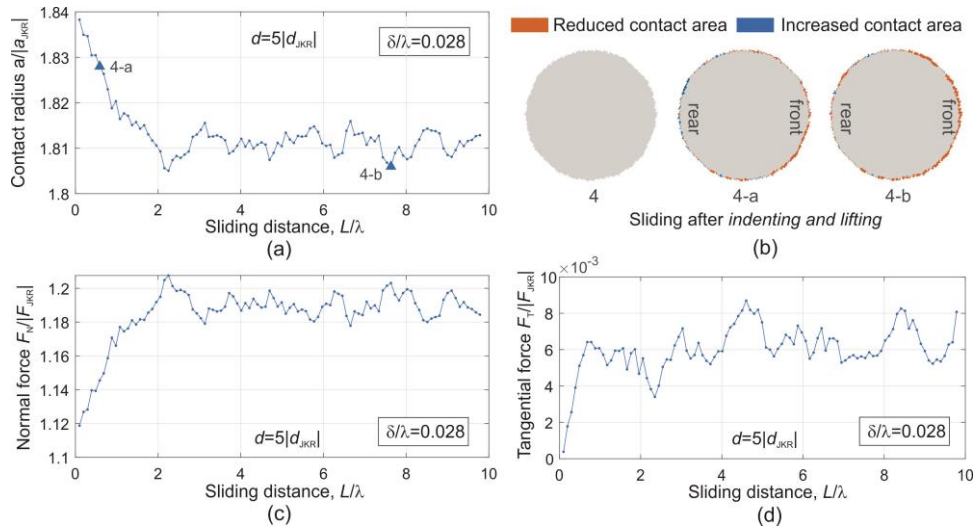 1.84
1.83
1.82
1.81
1.8
Contact radius a/|a_JKR|
d=5|d_JKR|
δ/λ=0.028
4-a
4-b
0 2 4 6 8 10
Sliding distance, L/λ
(a)
Reduced contact area Increased contact area
rear front rear front
4 4-a 4-b
Sliding after indenting and lifting
(b)
1.2
1.18
1.16
1.14
1.12
1.1
Normal force F_N/|F_JKR|
d=5|d_JKR|
δ/λ=0.028
0 2 4 6 8 10
Sliding distance, L/λ
(c)
×10⁻³
10
8
6
4
2
0
Tangential force F_T/|F_JKR|
d=5|d_JKR|
δ/λ=0.028
0 2 4 6 8 10
Sliding distance, L/λ
(d)